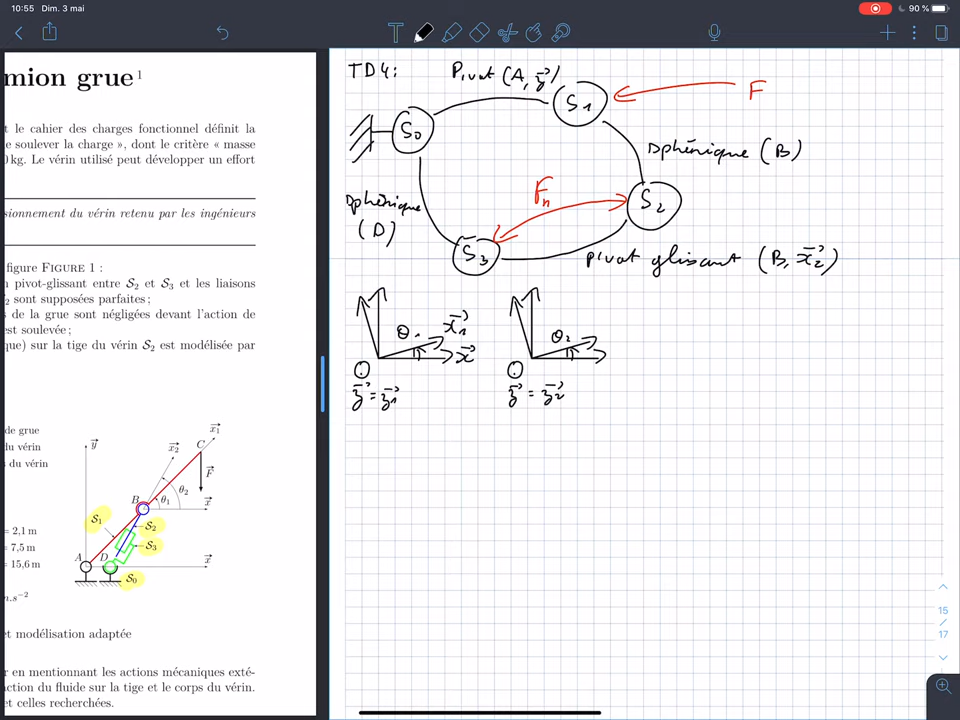 10:55 Dim. 3 mai
90 %
mion grue 1
t le cahier des charges fonctionnel définit la
e soulever la charge », dont le critère « masse
0 kg. Le vérin utilisé peut développer un effort
sionnement du vérin retenu par les ingénieurs
figure FIGURE 1 :
n pivot-glissant entre S2 et S3 et les liaisons
2 sont supposées parfaites ;
s de la grue sont négligées devant l'action de
est soulevée ;
que) sur la tige du vérin S2 est modélisée par
de grue
du vérin
s du vérin
= 2,1 m
= 7,5 m
= 15,6 m
n.s−2
y
x2
C
x1
F
B
θ2
θ1
x
S1
S2
S3
A
D
x
S0
et modélisation adaptée
r en mentionnant les actions mécaniques exté-
action du fluide sur la tige et le corps du vérin.
et celles recherchées.
TD4 :
Pivot (A, z)
S1
F
S0
sphérique (B)
sphérique
(D)
Fh
S2
S3
pivot glissant (B, x2)
θ1
x1
x
O
z = z1
θ2
O
z = z2
15
/
17